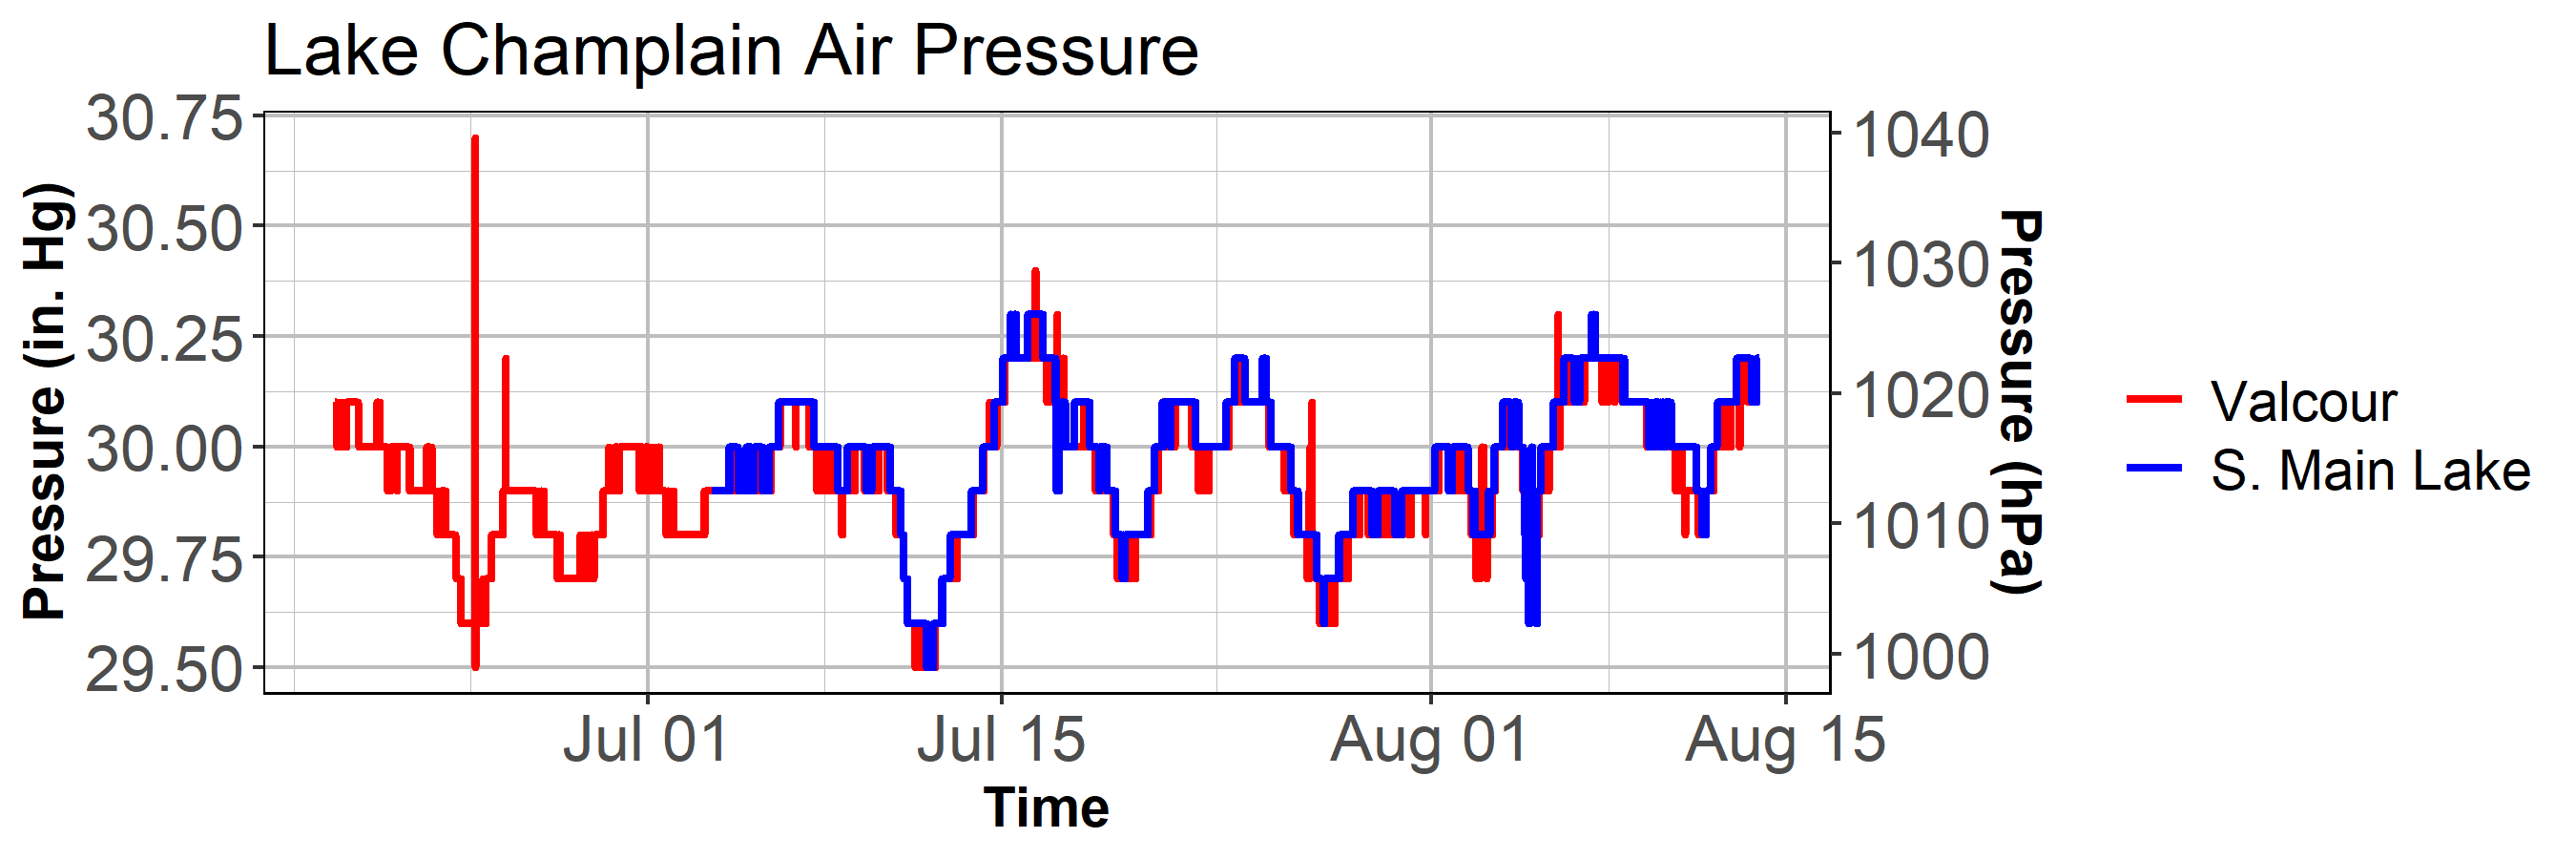 Lake Champlain Air Pressure
Pressure (in. Hg)
30.75
30.50
30.25
30.00
29.75
29.50
1040
1030
1020
1010
1000
Pressure (hPa)
Jul 01 Jul 15 Aug 01 Aug 15
Time
Valcour
S. Main Lake